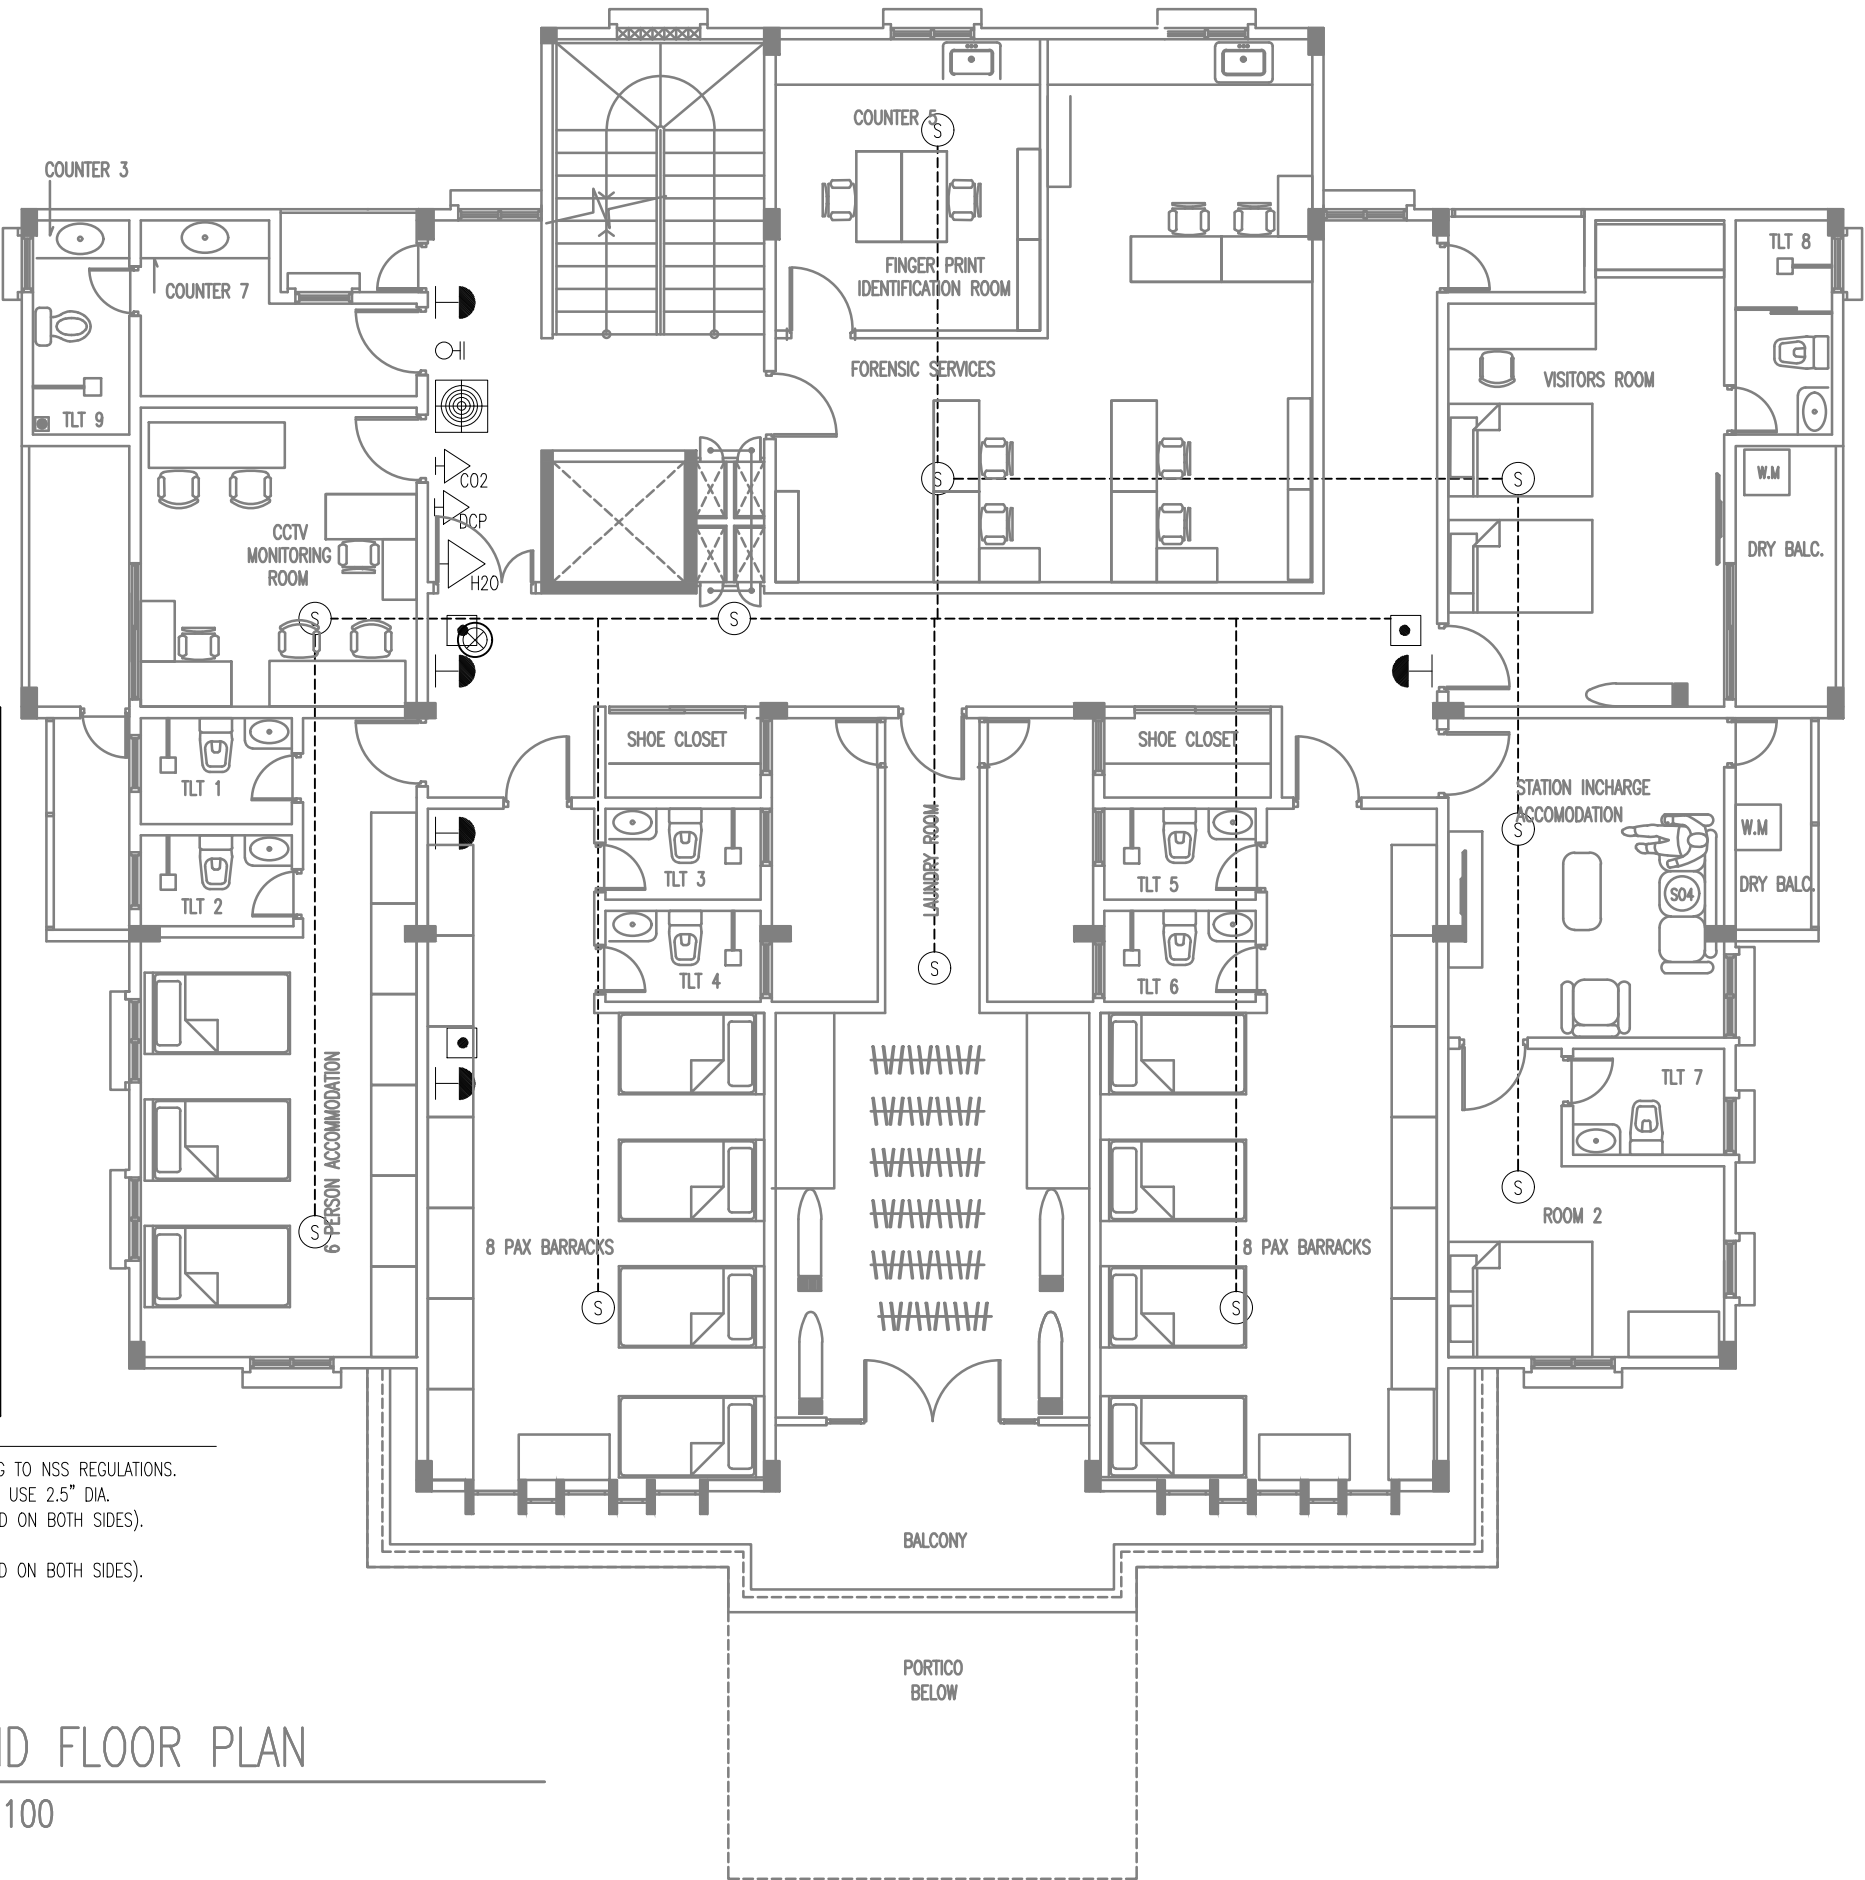 COUNTER 5
S
COUNTER 3
TLT 8
FINGER PRINT
IDENTIFICATION ROOM
COUNTER 7
FORENSIC SERVICES
VISITORS ROOM
TLT 9
CO2
S
S
W.M
DCP
CCTV
MONITORING
ROOM
DRY BALC.
H2O
S
S
SHOE CLOSET
SHOE CLOSET
TLT 1
STATION INCHARGE
ACCOMODATION
S
W.M
LAUNDRY ROOM
TLT 3
TLT 5
DRY BALC.
S04
TLT 2
S
TLT 4
TLT 6
6 PERSON ACCOMMODATION
TLT 7
S
ROOM 2
S
8 PAX BARRACKS
8 PAX BARRACKS
S
S
G TO NSS REGULATIONS.
USE 2.5" DIA.
D ON BOTH SIDES).
D ON BOTH SIDES).
BALCONY
PORTICO
BELOW
ND FLOOR PLAN
100